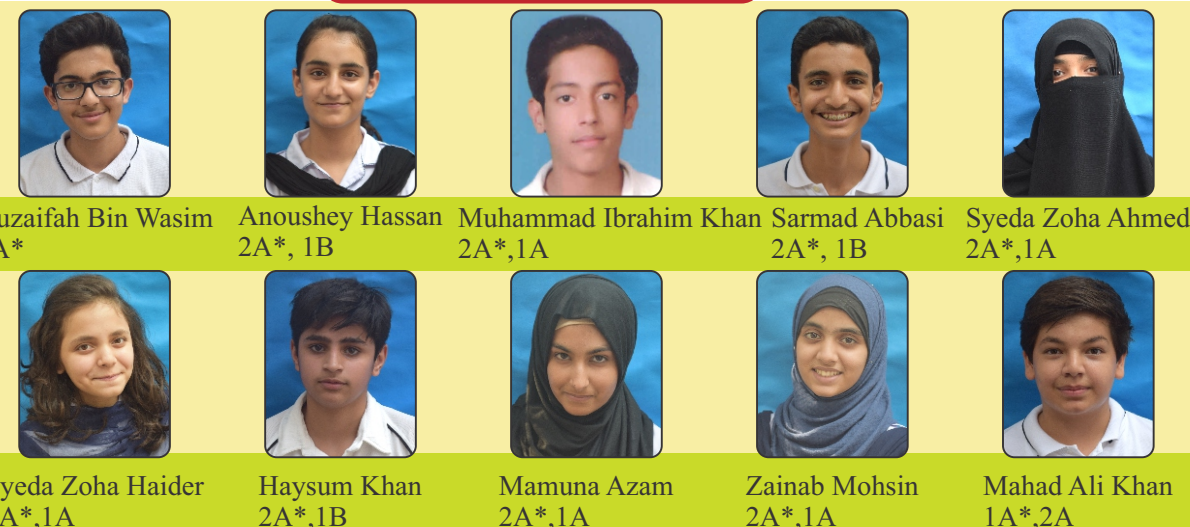 uzaifah Bin Wasim Anoushey Hassan Muhammad Ibrahim Khan Sarmad Abbasi Syeda Zoha Ahmed
A* 2A*, 1B 2A*,1A 2A*, 1B 2A*,1A
yeda Zoha Haider Haysum Khan Mamuna Azam Zainab Mohsin Mahad Ali Khan
A*,1A 2A*,1B 2A*,1A 2A*,1A 1A*,2A